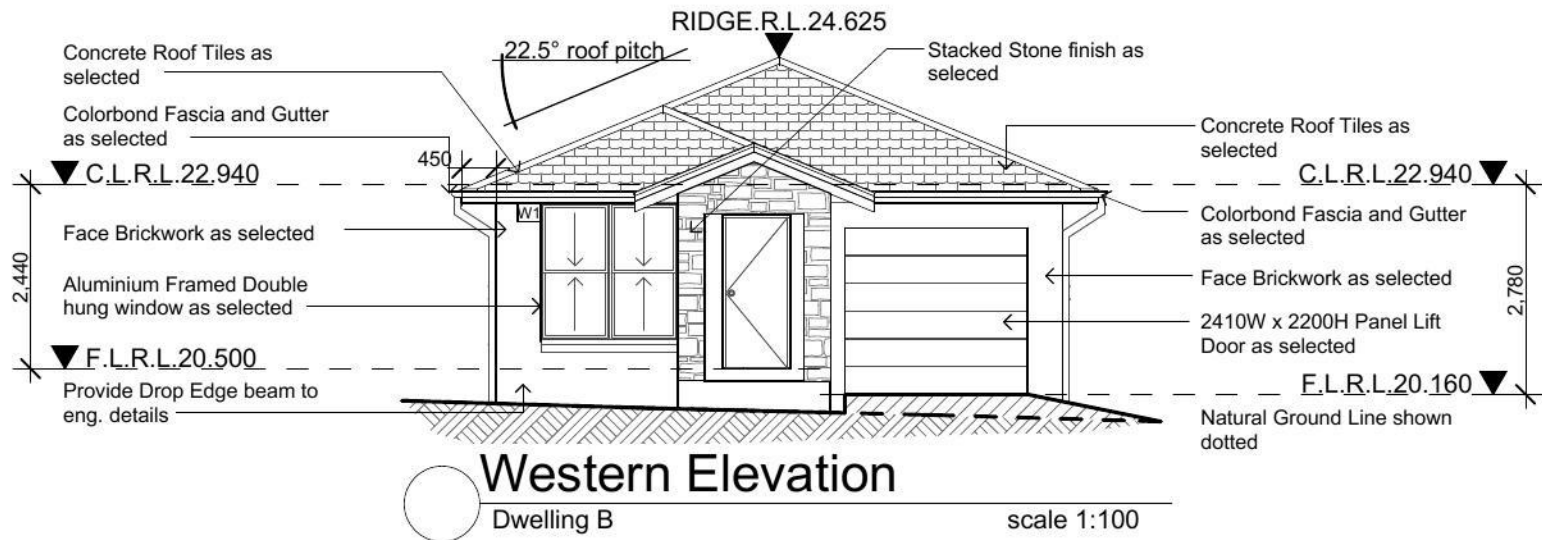 RIDGE.R.L.24.625
Concrete Roof Tiles as
selected
22.5° roof pitch
Stacked Stone finish as
seleced
Colorbond Fascia and Gutter
as selected
450
Concrete Roof Tiles as
selected
C.L.R.L.22.940
C.L.R.L.22.940
W1
Colorbond Fascia and Gutter
as selected
Face Brickwork as selected
2,440
Aluminium Framed Double
hung window as selected
Face Brickwork as selected
2,780
2410W x 2200H Panel Lift
Door as selected
F.L.R.L.20.500
F.L.R.L.20.160
Provide Drop Edge beam to
eng. details
Natural Ground Line shown
dotted
Western Elevation
Dwelling B
scale 1:100